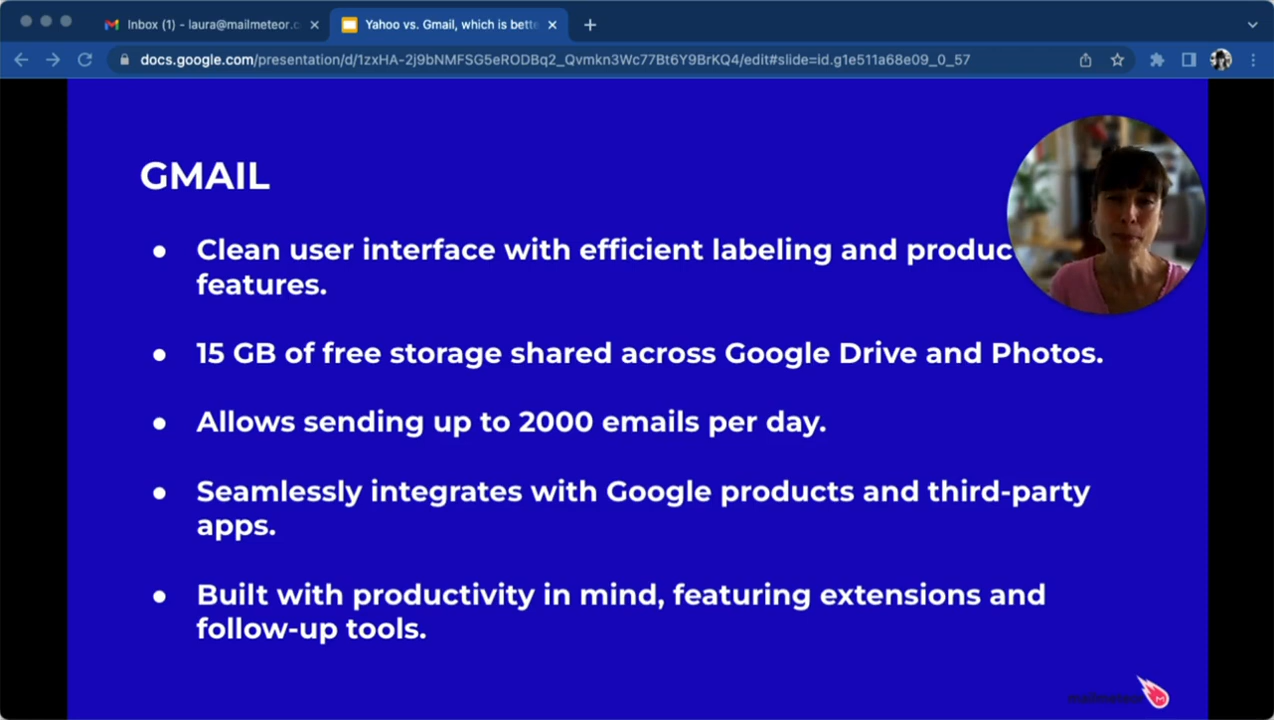 Inbox (1) - laura@mailmeteor.c
Yahoo vs. Gmail, which is bette
docs.google.com/presentation/d/1zxHA-2j9bNMFSG5eRODBq2_Qvmkn3Wc77Bt6Y9BrKQ4/edit#slide=id.g1e511a68e09_0_57
GMAIL
● Clean user interface with efficient labeling and produc
features.
● 15 GB of free storage shared across Google Drive and Photos.
● Allows sending up to 2000 emails per day.
● Seamlessly integrates with Google products and third-party
apps.
● Built with productivity in mind, featuring extensions and
follow-up tools.
mailmeteor